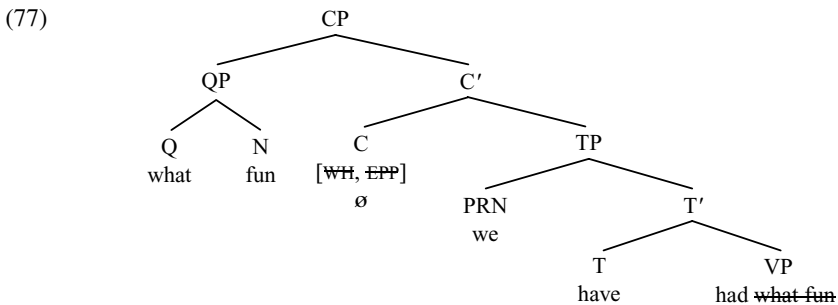 (77) CP
QP C′
Q N C TP
what fun [WH, EPP]
ø PRN T′
we
T VP
have had what fun